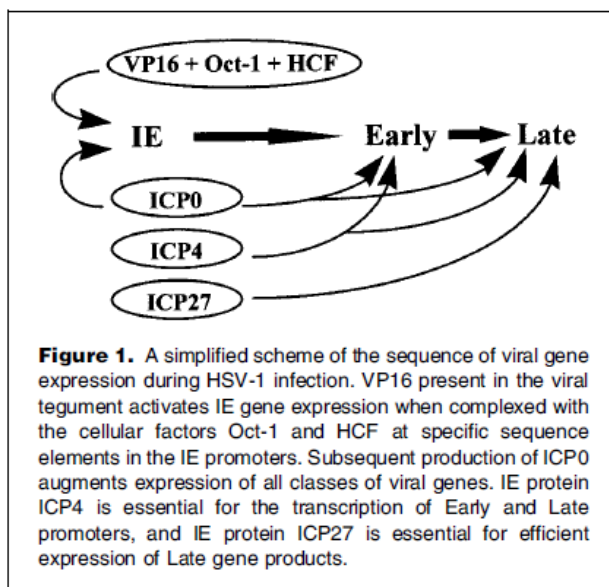 VP16 + Oct-1 + HCF
IE Early Late
ICP0
ICP4
ICP27
Figure 1. A simplified scheme of the sequence of viral gene
expression during HSV-1 infection. VP16 present in the viral
tegument activates IE gene expression when complexed with
the cellular factors Oct-1 and HCF at specific sequence
elements in the IE promoters. Subsequent production of ICP0
augments expression of all classes of viral genes. IE protein
ICP4 is essential for the transcription of Early and Late
promoters, and IE protein ICP27 is essential for efficient
expression of Late gene products.